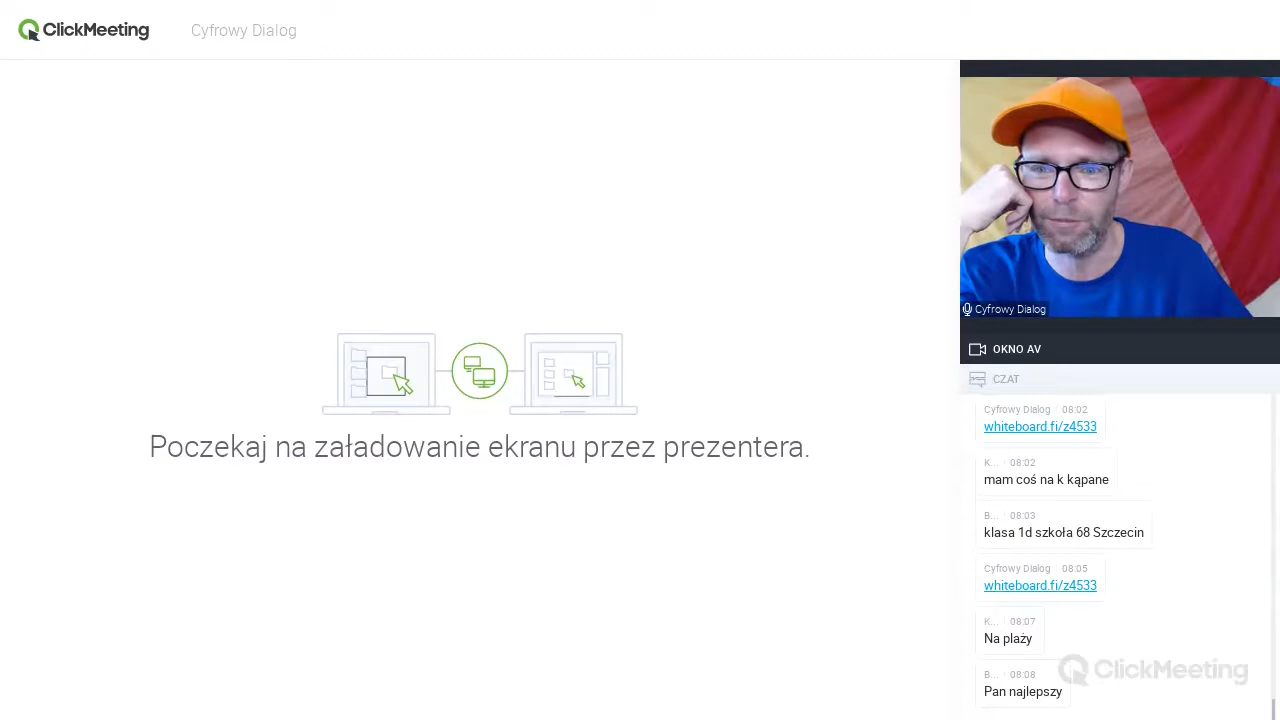 ClickMeeting
Cyfrowy Dialog
Poczekaj na załadowanie ekranu przez prezentera.
Cyfrowy Dialog
OKNO AV
CZAT
Cyfrowy Dialog 08:02
whiteboard.fi/z4533
K... 08:02
mam coś na k kąpane
B... 08:03
klasa 1d szkoła 68 Szczecin
Cyfrowy Dialog 08:05
whiteboard.fi/z4533
K... 08:07
Na plaży
B... 08:08
Pan najlepszy
ClickMeeting